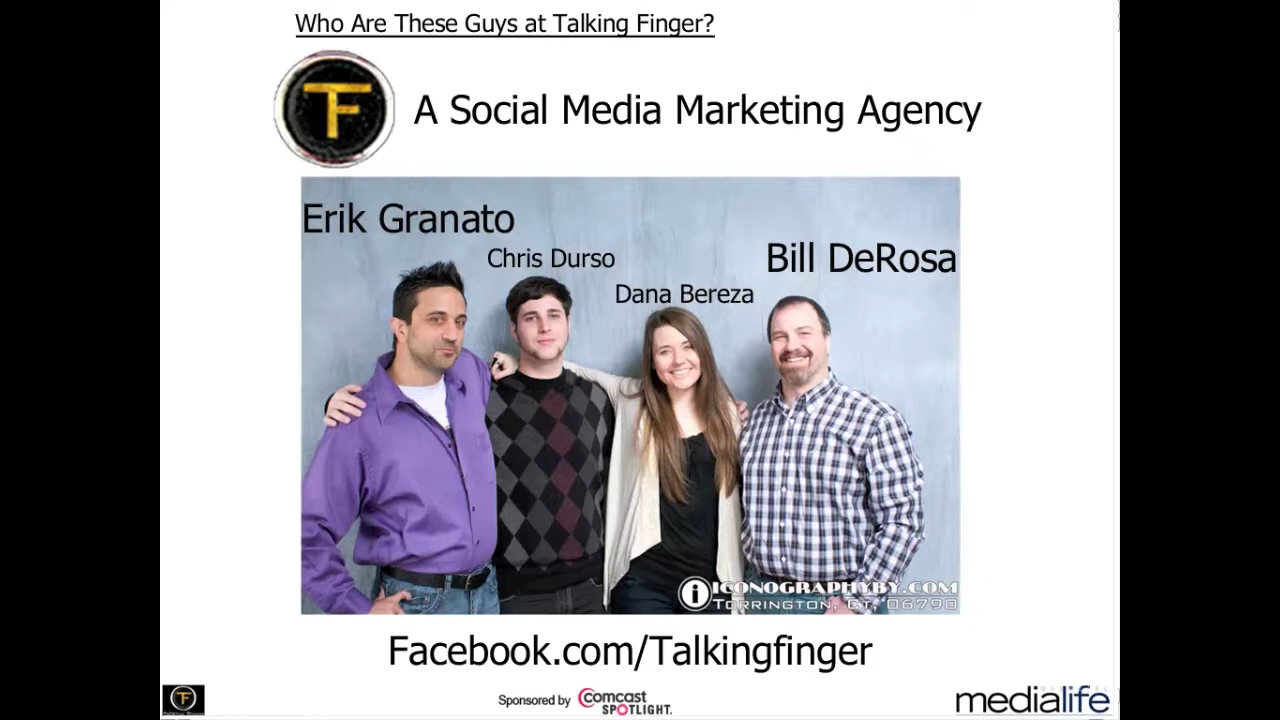 Who Are These Guys at Talking Finger?
TF
A Social Media Marketing Agency
Erik Granato
Chris Durso
Bill DeRosa
Dana Bereza
i ICONOGRAPHYBY.COM
TORRINGTON, CT, 06790
Facebook.com/Talkingfinger
TF
Sponsored by Comcast
SPOTLIGHT.
medialife